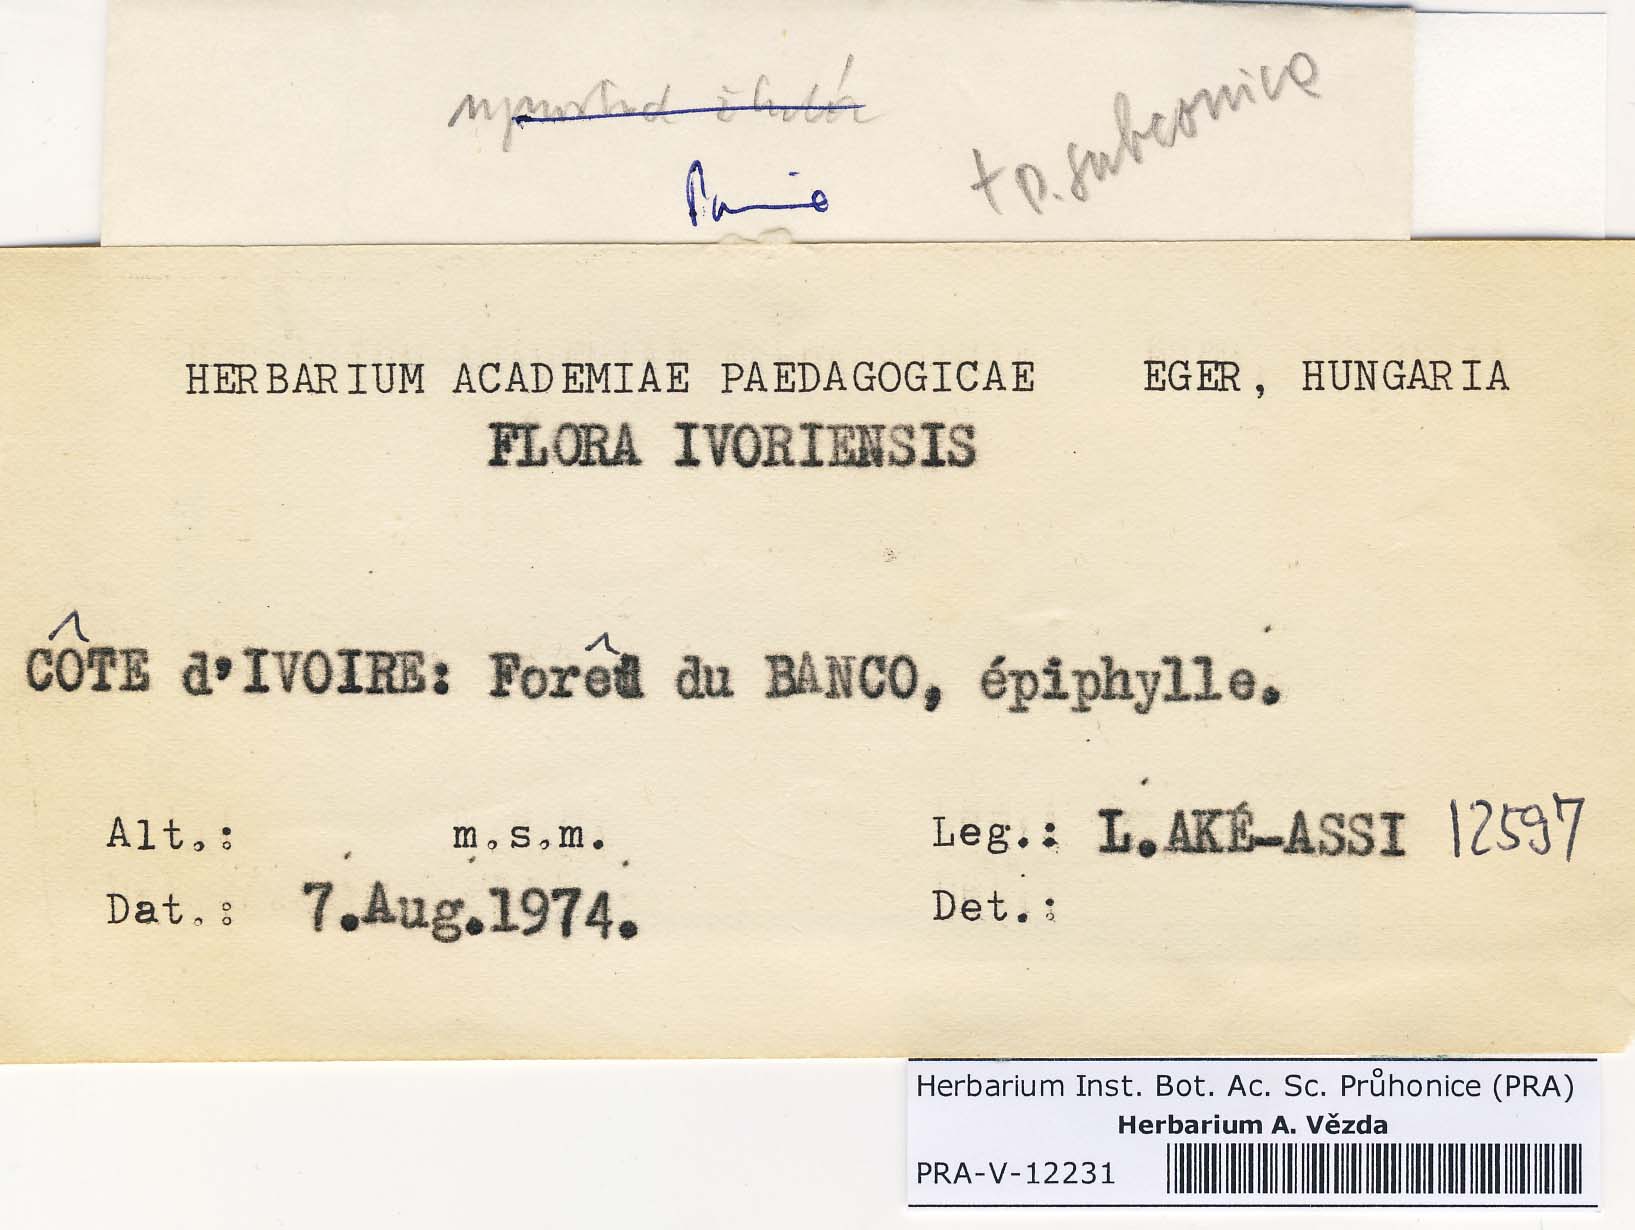 + p. subconica
HERBARIUM ACADEMIAE PAEDAGOGICAE EGER, HUNGARIA
FLORA IVORIENSIS
CÔTE d'IVOIRE: Forêt du BANCO, épiphylle.
Alt.: m.s.m. Leg.: L.AKÉ-ASSI 12597
Dat.: 7.Aug.1974. Det.:
Herbarium Inst. Bot. Ac. Sc. Průhonice (PRA)
Herbarium A. Vězda
PRA-V-12231